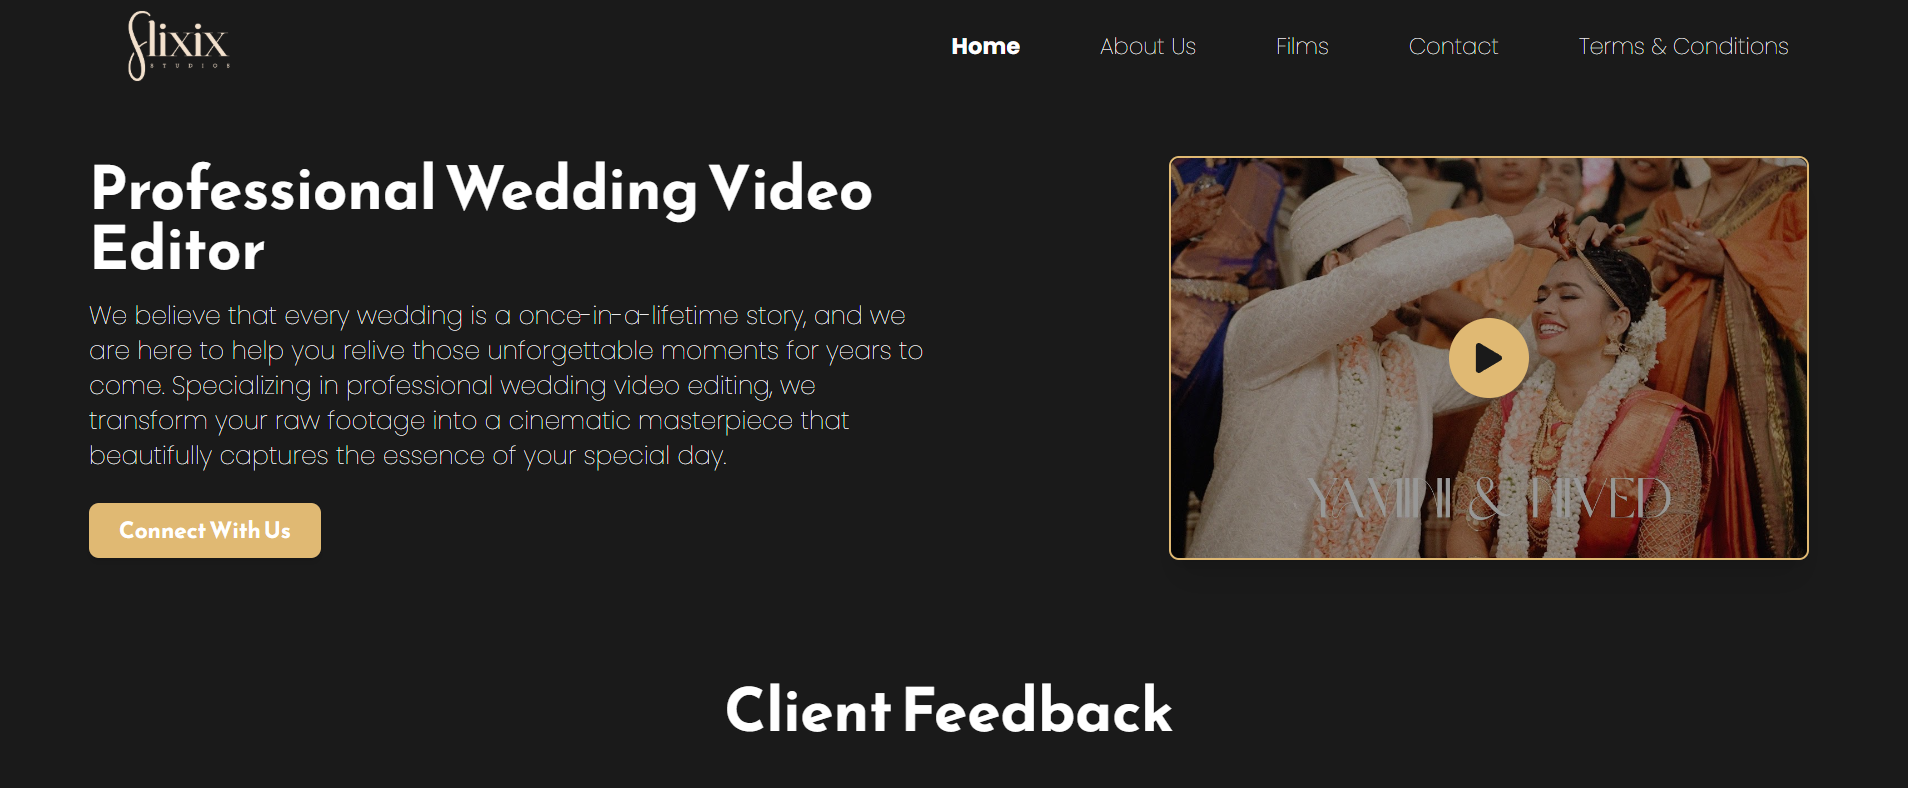 Flixix
STUDIOS
Home About Us Films Contact Terms & Conditions
Professional Wedding Video
Editor
We believe that every wedding is a once-in-a-lifetime story, and we
are here to help you relive those unforgettable moments for years to
come. Specializing in professional wedding video editing, we
transform your raw footage into a cinematic masterpiece that
beautifully captures the essence of your special day.
Connect With Us
YAMINI & NIVED
Client Feedback